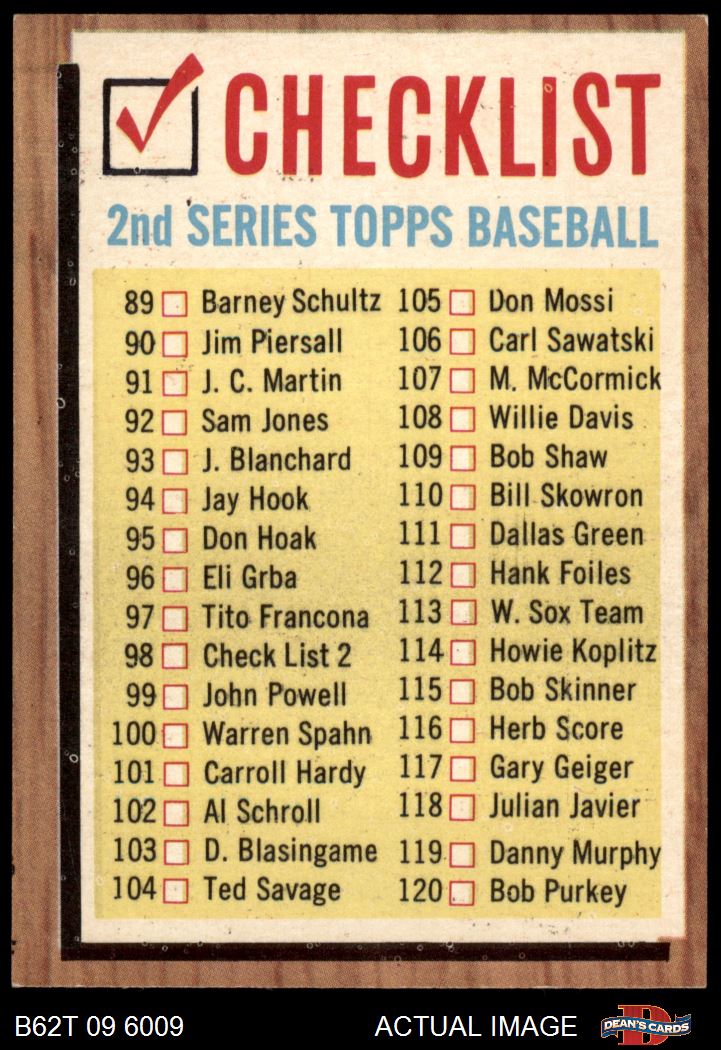 CHECKLIST
2nd SERIES TOPPS BASEBALL
89 Barney Schultz
90 Jim Piersall
91 J. C. Martin
92 Sam Jones
93 J. Blanchard
94 Jay Hook
95 Don Hoak
96 Eli Grba
97 Tito Francona
98 Check List 2
99 John Powell
100 Warren Spahn
101 Carroll Hardy
102 Al Schroll
103 D. Blasingame
104 Ted Savage
105 Don Mossi
106 Carl Sawatski
107 M. McCormick
108 Willie Davis
109 Bob Shaw
110 Bill Skowron
111 Dallas Green
112 Hank Foiles
113 W. Sox Team
114 Howie Koplitz
115 Bob Skinner
116 Herb Score
117 Gary Geiger
118 Julian Javier
119 Danny Murphy
120 Bob Purkey
B62T 09 6009
ACTUAL IMAGE
D
DEAN'S CARDS